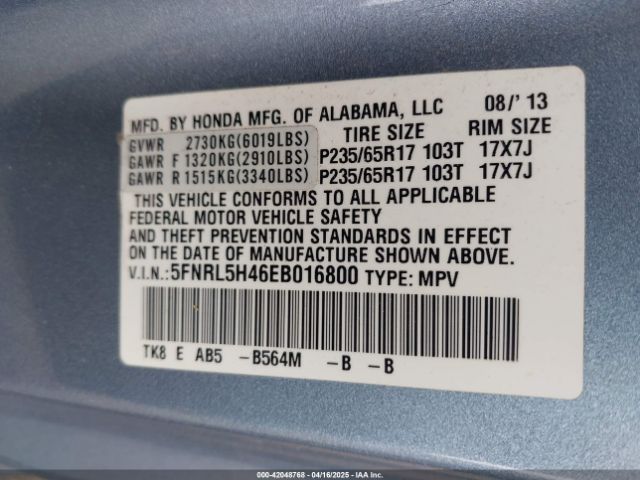 MFD. BY HONDA MFG. OF ALABAMA, LLC 08/'13
GVWR 2730KG(6019LBS) TIRE SIZE RIM SIZE
GAWR F 1320KG(2910LBS) P235/65R17 103T 17X7J
GAWR R 1515KG(3340LBS) P235/65R17 103T 17X7J
THIS VEHICLE CONFORMS TO ALL APPLICABLE
FEDERAL MOTOR VEHICLE SAFETY
AND THEFT PREVENTION STANDARDS IN EFFECT
ON THE DATE OF MANUFACTURE SHOWN ABOVE.
V.I.N.:5FNRL5H46EB016800 TYPE: MPV
TK8 E AB5 -B564M -B -B
000-42048768 - 04/16/2025 - IAA Inc.